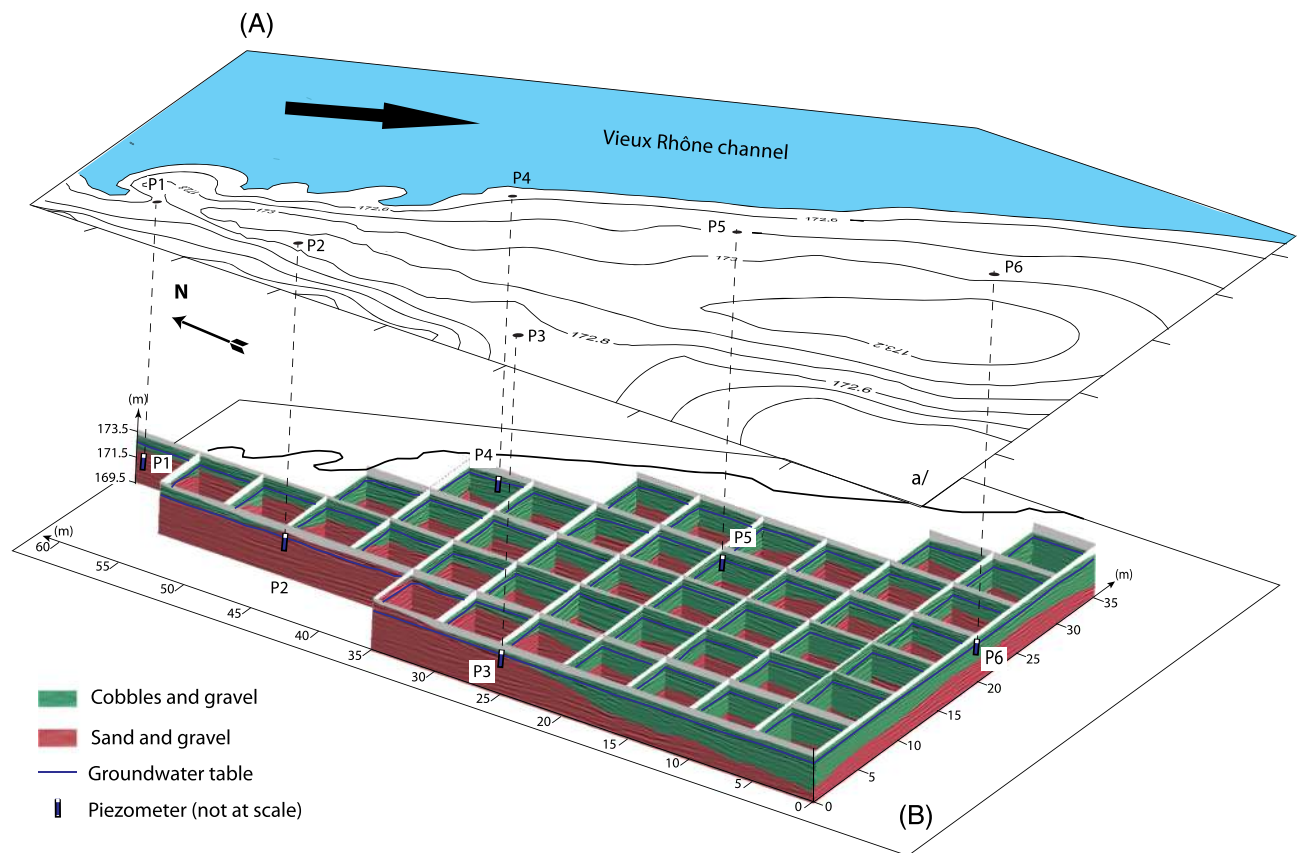 (A)
Vieux Rhône channel
P1
173
173
172.6
P4
172.6
P5
173
P6
P2
N
P3
172.8
173.2
172.6
a/
(m)
173.5
171.5
169.5
P1
P4
P5
P2
P3
P6
(m)
60
55
50
45
40
35
30
25
20
15
10
5
0
0
5
10
15
20
25
30
35
(m)
(B)
Cobbles and gravel
Sand and gravel
Groundwater table
Piezometer (not at scale)